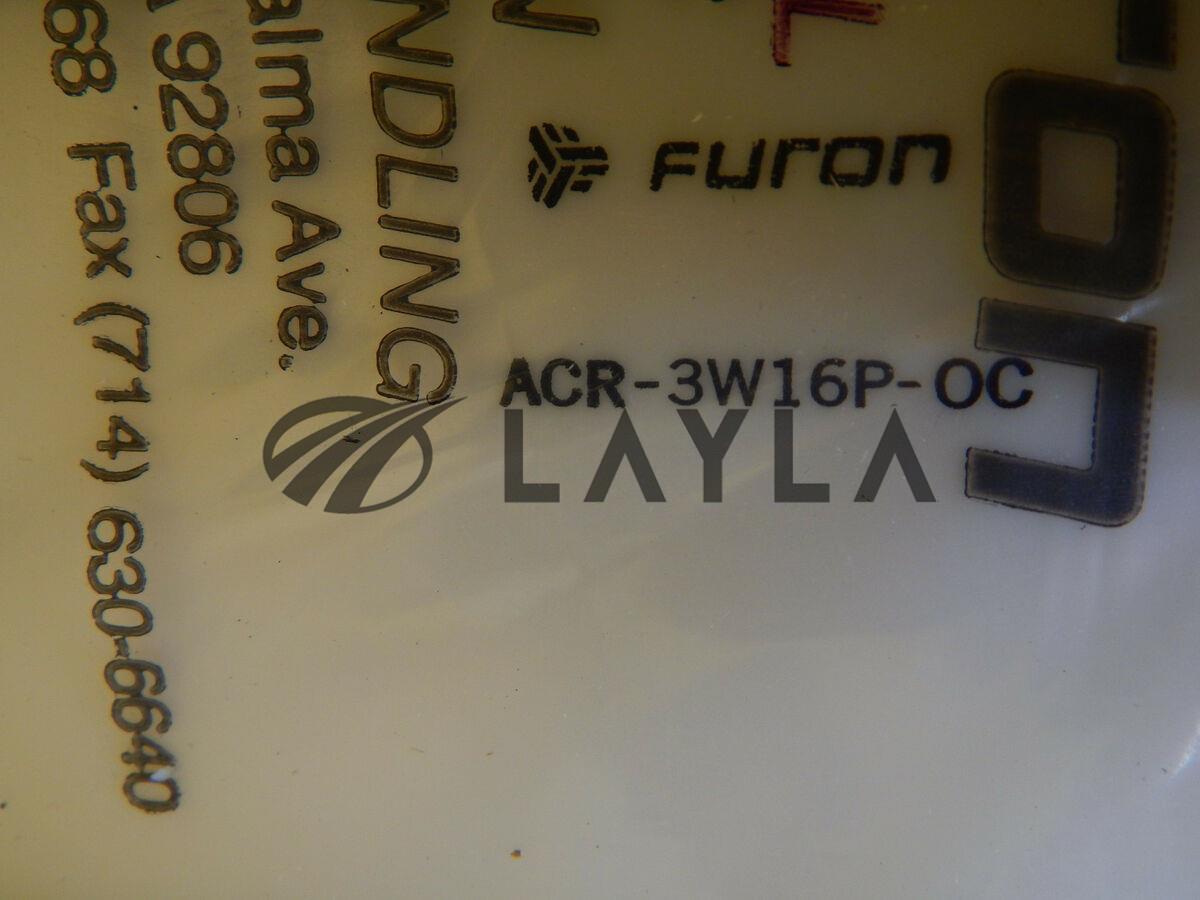 FURON
ACR-3W16P-OC
LAYLA
NDLING
alma Ave.
92806
68 Fax (714) 630-6640